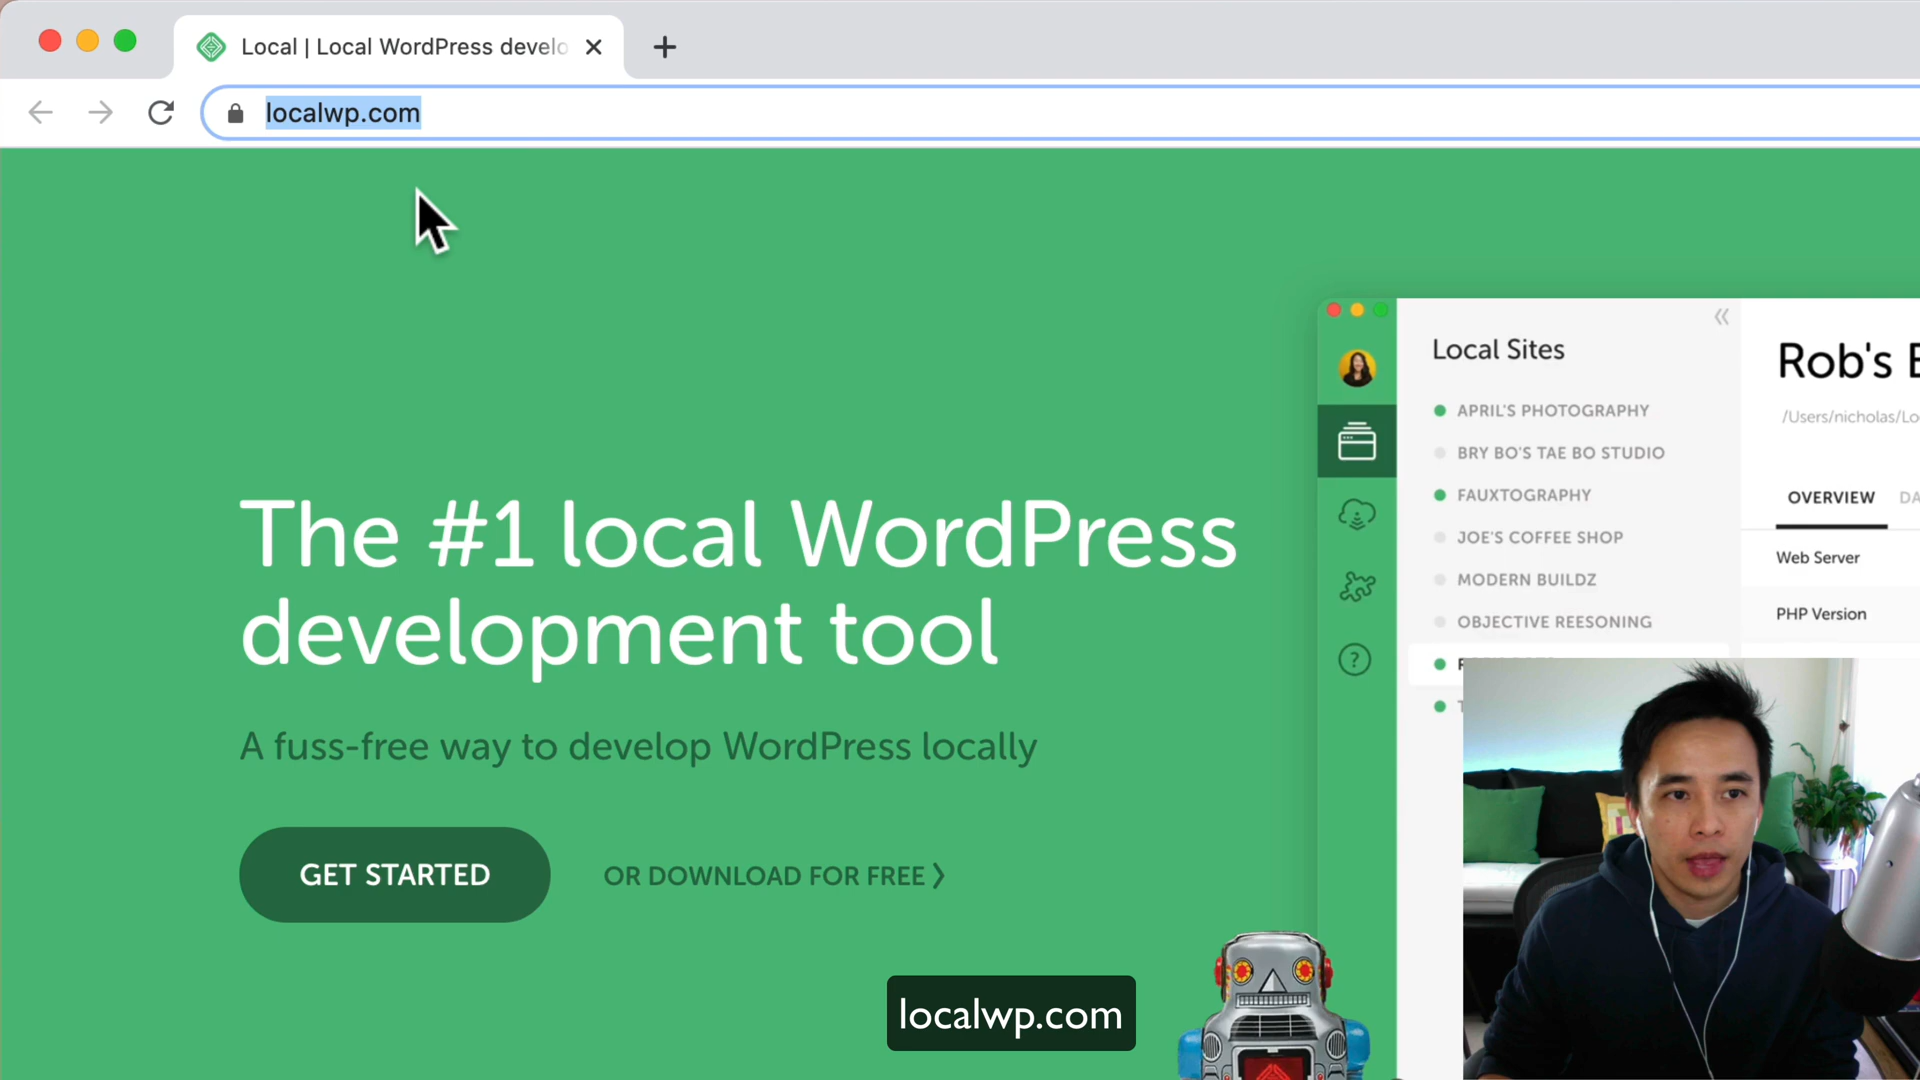 Local | Local WordPress develo
localwp.com
Local Sites
APRIL'S PHOTOGRAPHY
BRY BO'S TAE BO STUDIO
FAUXTOGRAPHY
JOE'S COFFEE SHOP
MODERN BUILDZ
OBJECTIVE REESONING
Rob's
/Users/nicholas/Lo
OVERVIEW DA
Web Server
PHP Version
The #1 local WordPress
development tool
A fuss-free way to develop WordPress locally
GET STARTED
OR DOWNLOAD FOR FREE
localwp.com